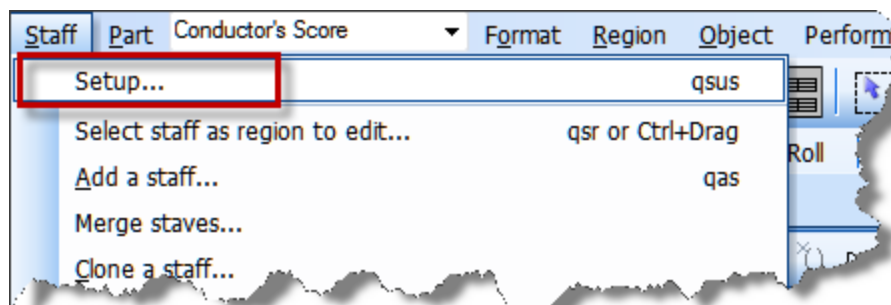 Staff Part Conductor's Score Format Region Object Perform
Setup... qsus
Select staff as region to edit... qsr or Ctrl+Drag
Roll
Add a staff... qas
Merge staves...
Clone a staff...